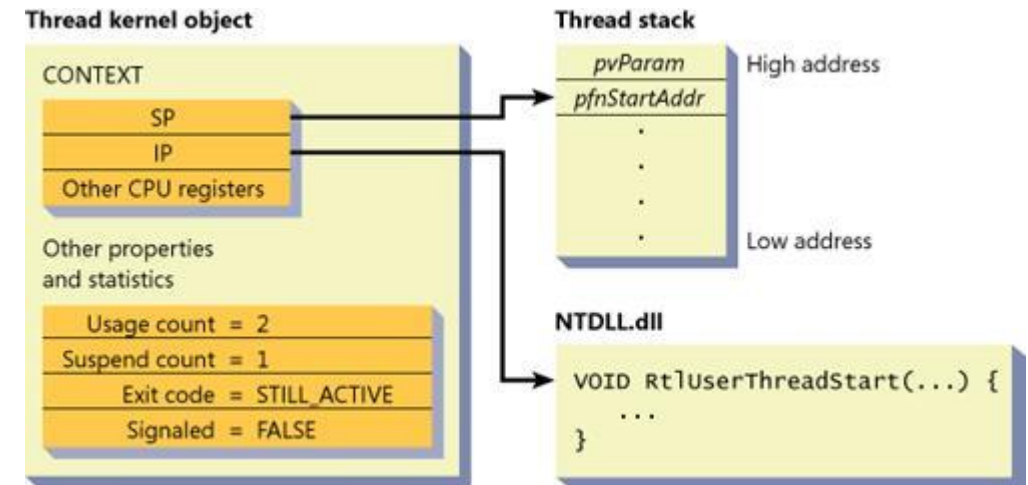 Thread kernel object
CONTEXT
SP
IP
Other CPU registers
Other properties
and statistics
Usage count = 2
Suspend count = 1
Exit code = STILL_ACTIVE
Signaled = FALSE
Thread stack
pvParam
High address
pfnStartAddr
.
.
.
.
Low address
NTDLL.dll
VOID RtlUserThreadStart(...) {
...
}